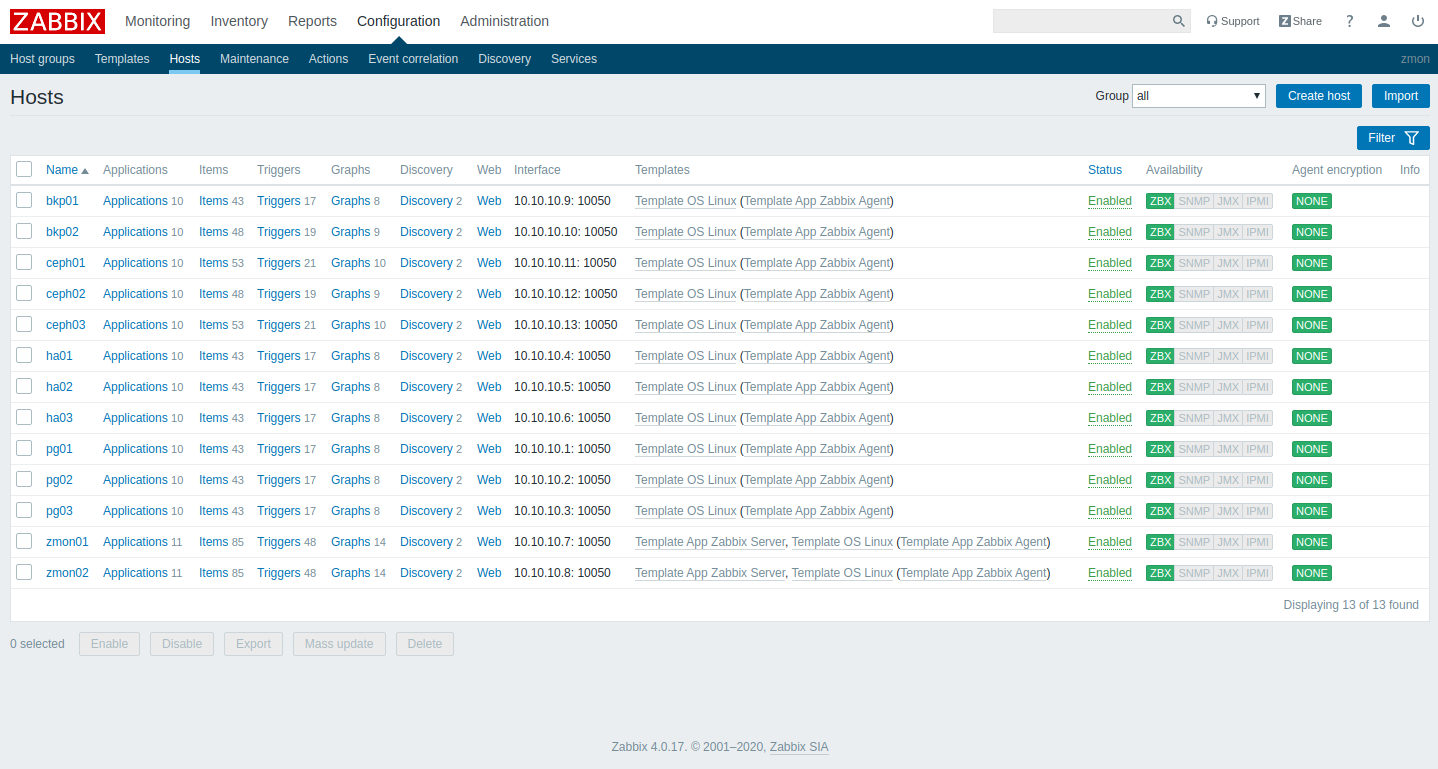 ZABBIX Monitoring Inventory Reports Configuration Administration Support Z Share ?
Host groups Templates Hosts Maintenance Actions Event correlation Discovery Services zmon
Hosts Group all Create host Import
Filter
Name Applications Items Triggers Graphs Discovery Web Interface Templates Status Availability Agent encryption Info
bkp01 Applications 10 Items 43 Triggers 17 Graphs 8 Discovery 2 Web 10.10.10.9: 10050 Template OS Linux (Template App Zabbix Agent) Enabled ZBX SNMP JMX IPMI NONE
bkp02 Applications 10 Items 48 Triggers 19 Graphs 9 Discovery 2 Web 10.10.10.10: 10050 Template OS Linux (Template App Zabbix Agent) Enabled ZBX SNMP JMX IPMI NONE
ceph01 Applications 10 Items 53 Triggers 21 Graphs 10 Discovery 2 Web 10.10.10.11: 10050 Template OS Linux (Template App Zabbix Agent) Enabled ZBX SNMP JMX IPMI NONE
ceph02 Applications 10 Items 48 Triggers 19 Graphs 9 Discovery 2 Web 10.10.10.12: 10050 Template OS Linux (Template App Zabbix Agent) Enabled ZBX SNMP JMX IPMI NONE
ceph03 Applications 10 Items 53 Triggers 21 Graphs 10 Discovery 2 Web 10.10.10.13: 10050 Template OS Linux (Template App Zabbix Agent) Enabled ZBX SNMP JMX IPMI NONE
ha01 Applications 10 Items 43 Triggers 17 Graphs 8 Discovery 2 Web 10.10.10.4: 10050 Template OS Linux (Template App Zabbix Agent) Enabled ZBX SNMP JMX IPMI NONE
ha02 Applications 10 Items 43 Triggers 17 Graphs 8 Discovery 2 Web 10.10.10.5: 10050 Template OS Linux (Template App Zabbix Agent) Enabled ZBX SNMP JMX IPMI NONE
ha03 Applications 10 Items 43 Triggers 17 Graphs 8 Discovery 2 Web 10.10.10.6: 10050 Template OS Linux (Template App Zabbix Agent) Enabled ZBX SNMP JMX IPMI NONE
pg01 Applications 10 Items 43 Triggers 17 Graphs 8 Discovery 2 Web 10.10.10.1: 10050 Template OS Linux (Template App Zabbix Agent) Enabled ZBX SNMP JMX IPMI NONE
pg02 Applications 10 Items 43 Triggers 17 Graphs 8 Discovery 2 Web 10.10.10.2: 10050 Template OS Linux (Template App Zabbix Agent) Enabled ZBX SNMP JMX IPMI NONE
pg03 Applications 10 Items 43 Triggers 17 Graphs 8 Discovery 2 Web 10.10.10.3: 10050 Template OS Linux (Template App Zabbix Agent) Enabled ZBX SNMP JMX IPMI NONE
zmon01 Applications 11 Items 85 Triggers 48 Graphs 14 Discovery 2 Web 10.10.10.7: 10050 Template App Zabbix Server, Template OS Linux (Template App Zabbix Agent) Enabled ZBX SNMP JMX IPMI NONE
zmon02 Applications 11 Items 85 Triggers 48 Graphs 14 Discovery 2 Web 10.10.10.8: 10050 Template App Zabbix Server, Template OS Linux (Template App Zabbix Agent) Enabled ZBX SNMP JMX IPMI NONE
Displaying 13 of 13 found
0 selected Enable Disable Export Mass update Delete
Zabbix 4.0.17. © 2001–2020, Zabbix SIA